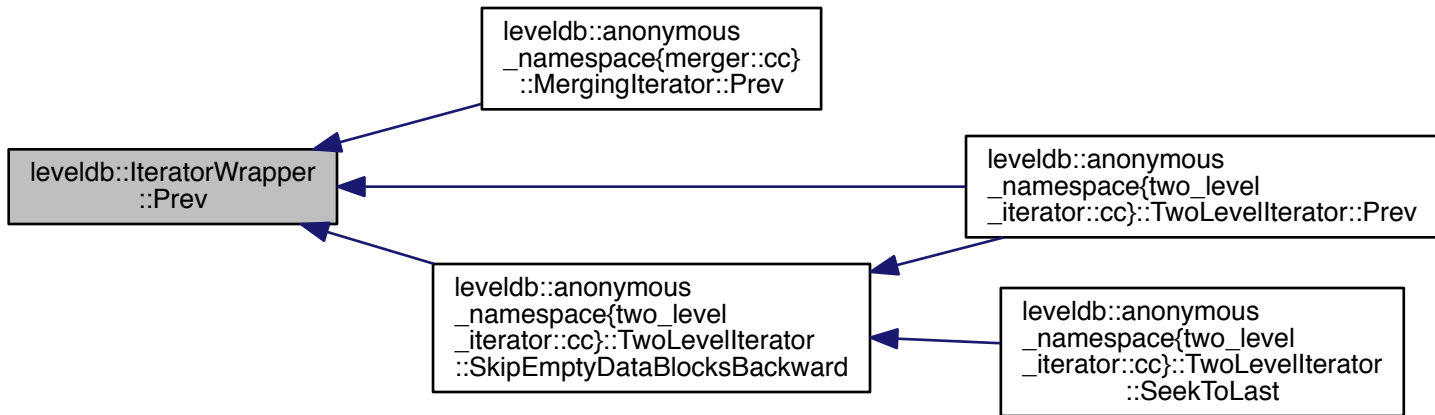 leveldb::anonymous
_namespace{merger::cc}
::MergingIterator::Prev
leveldb::IteratorWrapper
::Prev
leveldb::anonymous
_namespace{two_level
_iterator::cc}::TwoLevelIterator::Prev
leveldb::anonymous
_namespace{two_level
_iterator::cc}::TwoLevelIterator
::SkipEmptyDataBlocksBackward
leveldb::anonymous
_namespace{two_level
_iterator::cc}::TwoLevelIterator
::SeekToLast